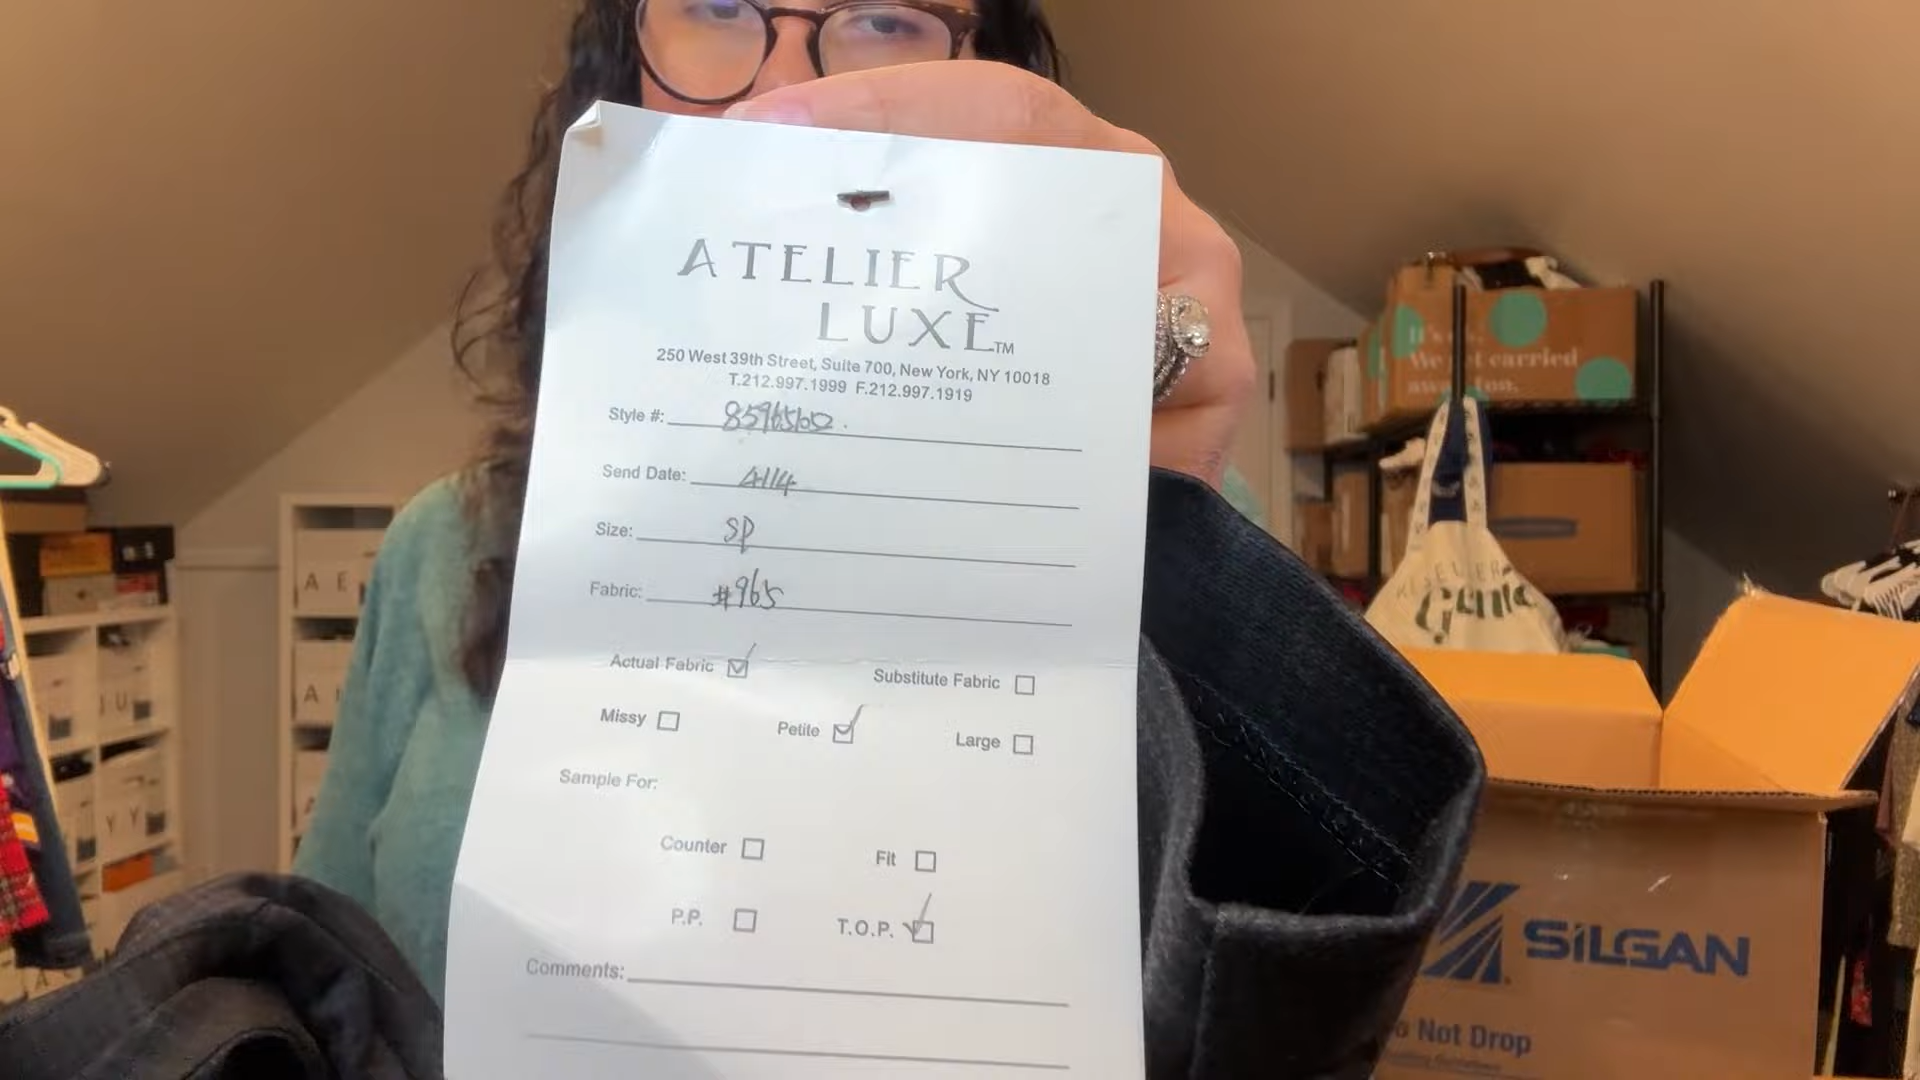 ATELIER
LUXE™
250 West 39th Street, Suite 700, New York, NY 10018
T.212.997.1999 F.212.997.1919
Style #:
Send Date: 4/14
Size: SP
Fabric: #965
Actual Fabric ☑ Substitute Fabric ☐
Missy ☐ Petite ☑ Large ☐
Sample For:
Counter ☐ Fit ☐
P.P. ☐ T.O.P. ☑
Comments:
carried
too.
SILGAN
Not Drop
A E
A
I U
Y Y